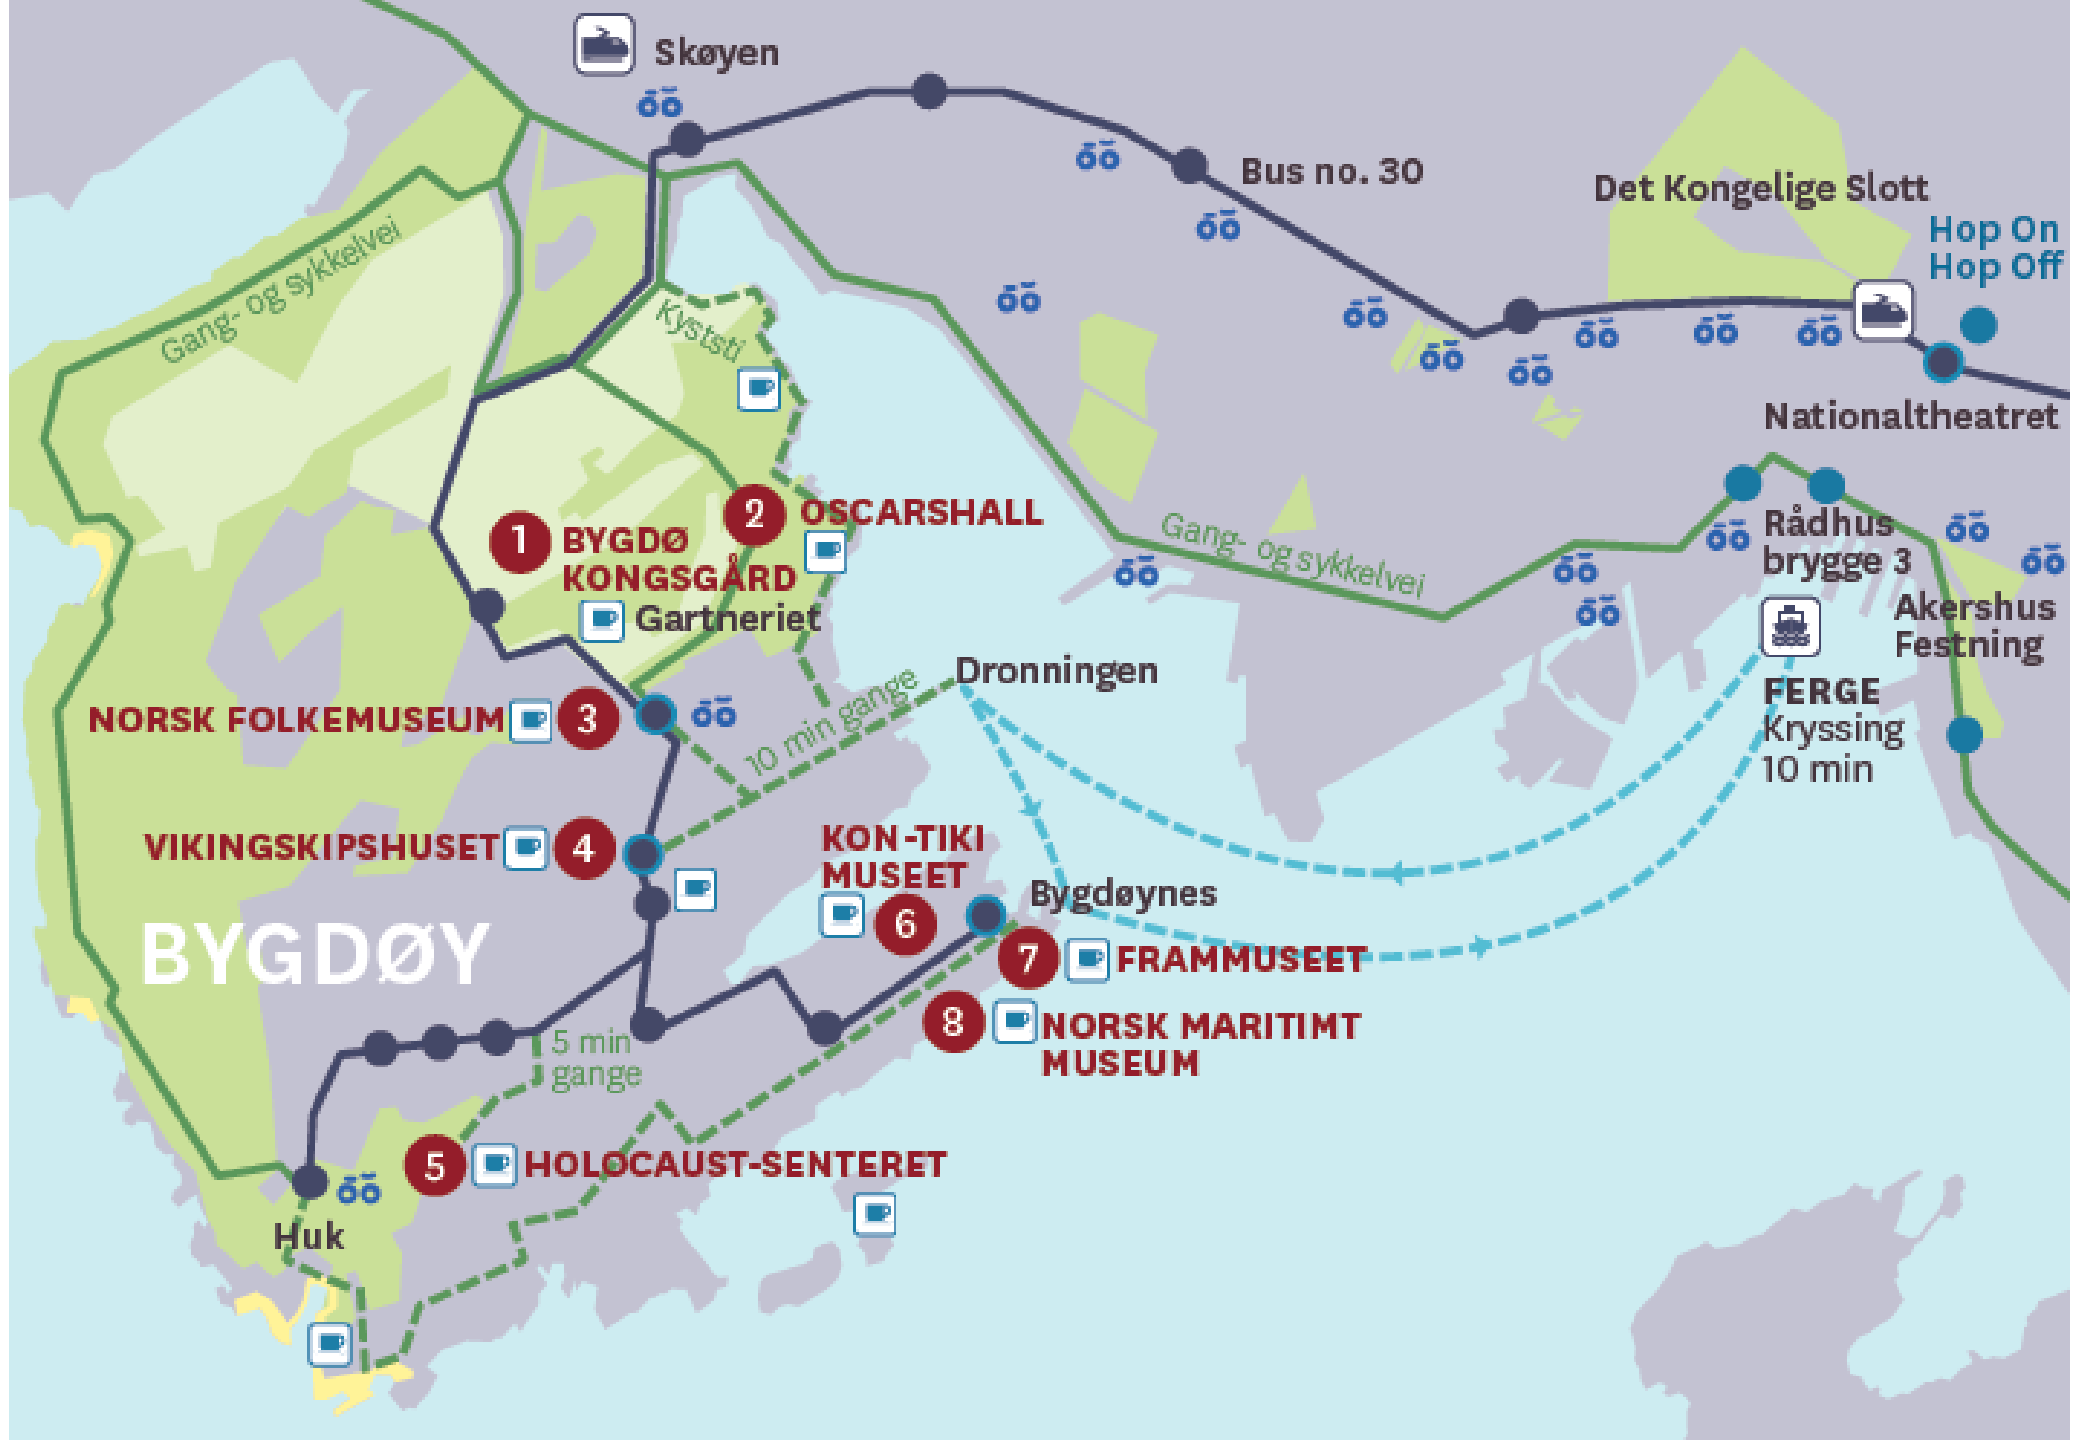 Skøyen
Bus no. 30
Det Kongelige Slott
Hop On
Hop Off
Gang- og sykkelvei
Kyststi
Nationaltheatret
2 OSCARSHALL
1 BYGDØ
KONGSGÅRD
Gartneriet
Gang- og sykkelvei
Rådhus
brygge 3
Akershus
Festning
Dronningen
10 min gange
FERGE
Kryssing
10 min
NORSK FOLKEMUSEUM 3
VIKINGSKIPSHUSET 4
KON-TIKI
MUSEET
6
Bygdøynes
BYGDØY
7 FRAMMUSEET
8 NORSK MARITIMT
MUSEUM
5 min
gange
5 HOLOCAUST-SENTERET
Huk